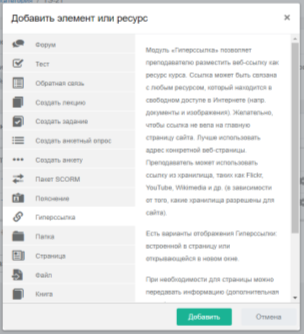 Добавить элемент или ресурс
×
Форум
Тест
Обратная связь
Создать лекцию
Создать задание
Создать анкетный опрос
Создать анкету
Пакет SCORM
Пояснение
Гиперссылка
Папка
Страница
Файл
Книга
Модуль «Гиперссылка» позволяет
преподавателю разместить веб-ссылку как
ресурс курса. Ссылка может быть связана
с любым ресурсом, который находится в
свободном доступе в Интернете (напр.
документы и изображения). Желательно,
чтобы ссылка не вела на главную
страницу сайта. Лучше использовать
адрес конкретной веб-страницы.
Преподаватель может использовать
ссылку из хранилища, таких как Flickr,
YouTube, Wikimedia и др. (в зависимости
от того, какие хранилища разрешены для
сайта).
Есть варианты отображения Гиперссылки:
встроенной в страницу или
открывающейся в новом окне.
При необходимости для страницы можно
передавать информацию (дополнительная
Добавить
Отмена